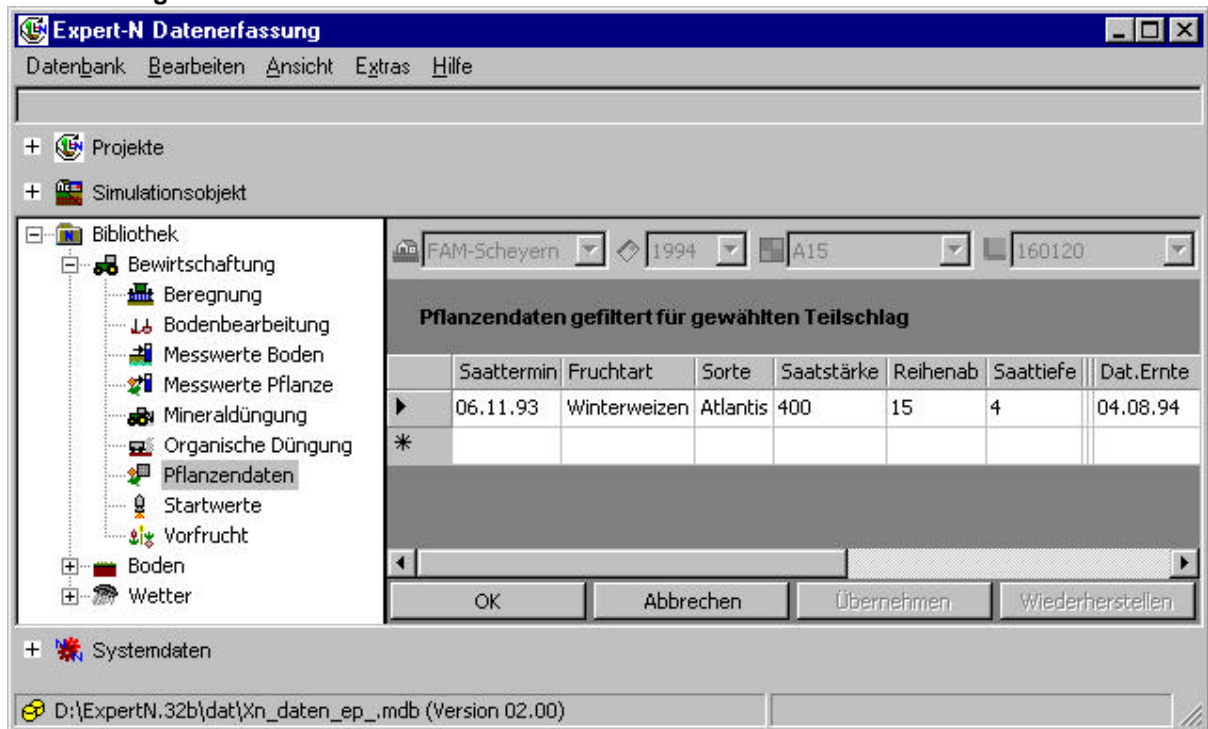 Expert-N Datenerfassung
Datenbank Bearbeiten Ansicht Extras Hilfe
Projekte
Simulationsobjekt
Bibliothek
Bewirtschaftung
Beregnung
Bodenbearbeitung
Messwerte Boden
Messwerte Pflanze
Mineraldüngung
Organische Düngung
Pflanzendaten
Startwerte
Vorfrucht
Boden
Wetter
FAM-Scheyern 1994 A15 160120
Pflanzendaten gefiltert für gewählten Teilschlag
Saattermin Fruchtart Sorte Saatstärke Reihenab Saattiefe Dat.Ernte
06.11.93 Winterweizen Atlantis 400 15 4 04.08.94
OK Abbrechen Übernehmen Wiederherstellen
Systemdaten
D:\ExpertN.32b\dat\Xn_daten_ep_.mdb (Version 02.00)